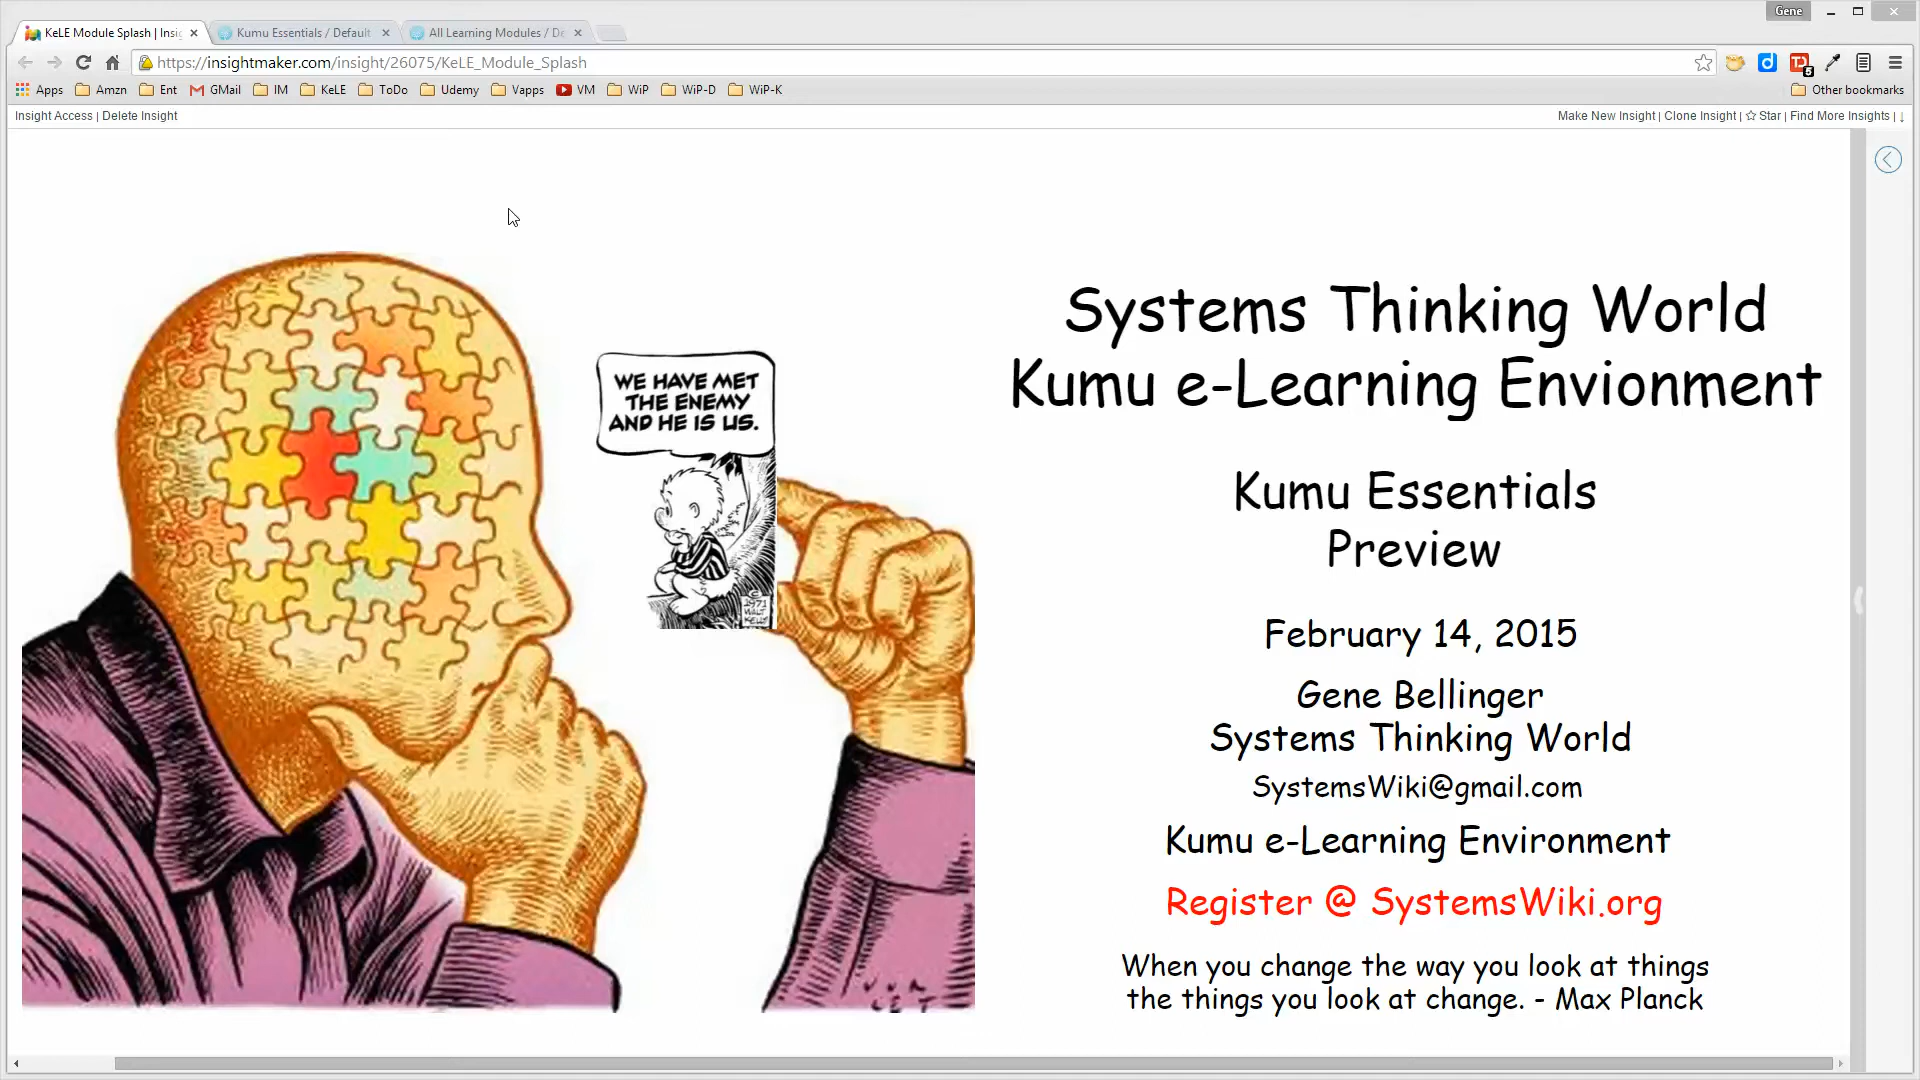 Gene
KeLE Module Splash | Insig
Kumu Essentials / Default
All Learning Modules / De
https://insightmaker.com/insight/26075/KeLE_Module_Splash
Apps Amzn Ent GMail IM KeLE ToDo Udemy Vapps VM WiP WiP-D WiP-K Other bookmarks
Insight Access | Delete Insight
Make New Insight | Clone Insight | Star | Find More Insights |
WE HAVE MET
THE ENEMY
AND HE IS US.
©
1971
WALT
KELLY
Systems Thinking World
Kumu e-Learning Envionment
Kumu Essentials
Preview
February 14, 2015
Gene Bellinger
Systems Thinking World
SystemsWiki@gmail.com
Kumu e-Learning Environment
Register @ SystemsWiki.org
When you change the way you look at things
the things you look at change. - Max Planck